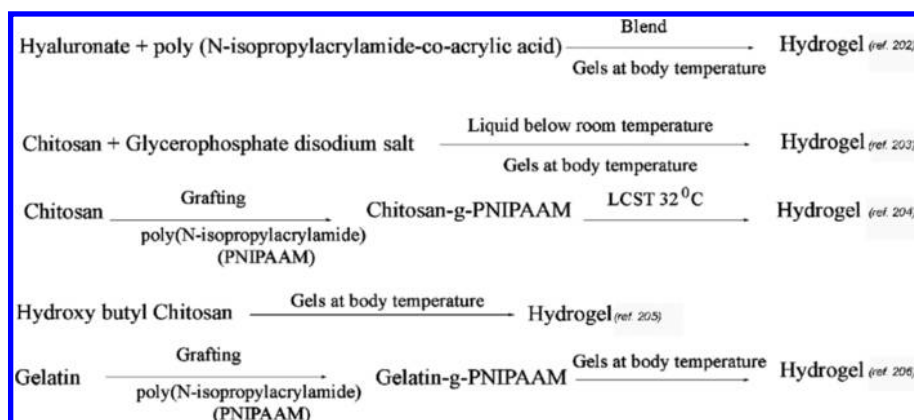 Blend
Hyaluronate + poly (N-isopropylacrylamide-co-acrylic acid) Hydrogel (ref. 202)
Gels at body temperature
Liquid below room temperature
Chitosan + Glycerophosphate disodium salt Hydrogel (ref. 203)
Gels at body temperature
Grafting LCST 32⁰C
Chitosan Chitosan-g-PNIPAAM Hydrogel (ref. 204)
poly(N-isopropylacrylamide)
(PNIPAAM)
Gels at body temperature
Hydroxy butyl Chitosan Hydrogel (ref. 205)
Grafting Gels at body temperature
Gelatin Gelatin-g-PNIPAAM Hydrogel (ref. 206)
poly(N-isopropylacrylamide)
(PNIPAAM)